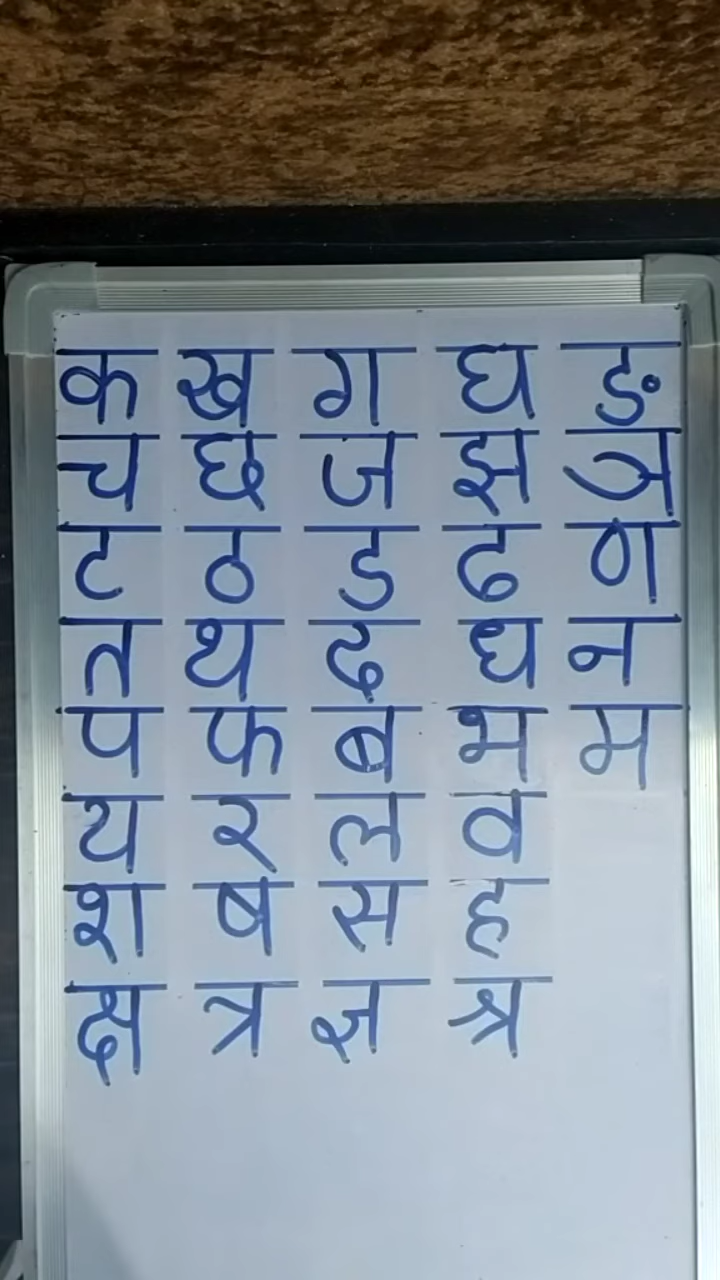 क ख ग घ ङ
च छ ज झ ञ
ट ठ ड ढ ण
त थ द ध न
प फ ब भ म
य र ल व
श ष स ह
क्ष त्र ज्ञ श्र